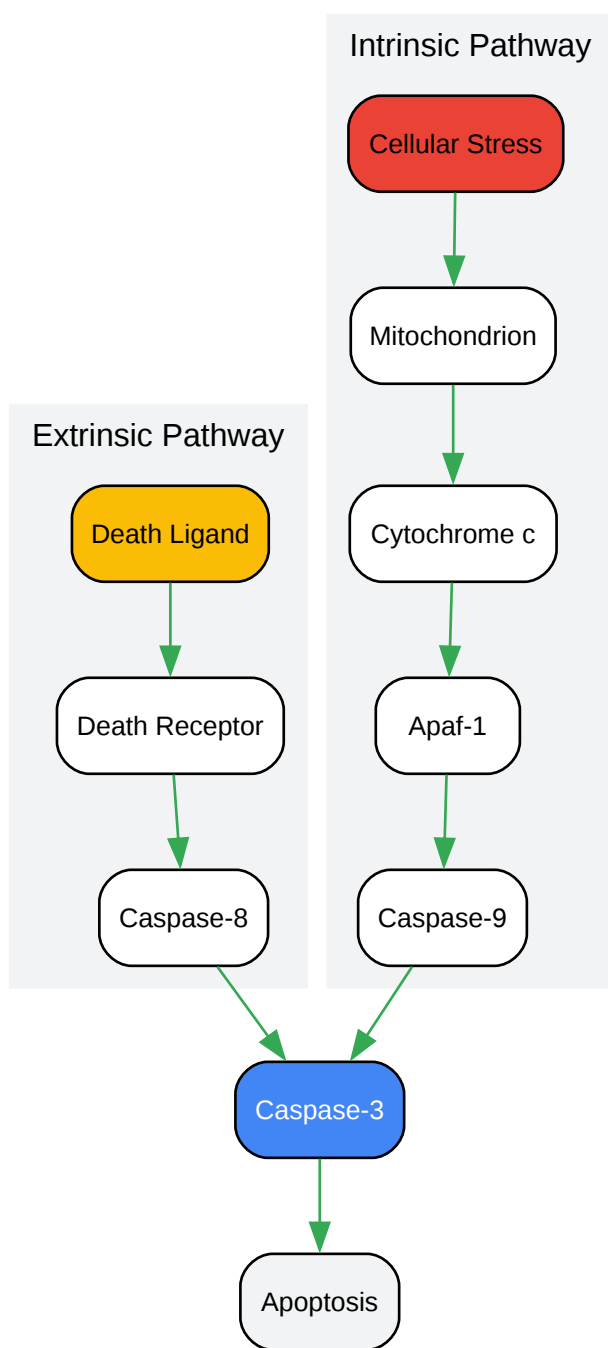 Intrinsic Pathway
Cellular Stress
Mitochondrion
Cytochrome c
Apaf-1
Caspase-9
Extrinsic Pathway
Death Ligand
Death Receptor
Caspase-8
Caspase-3
Apoptosis